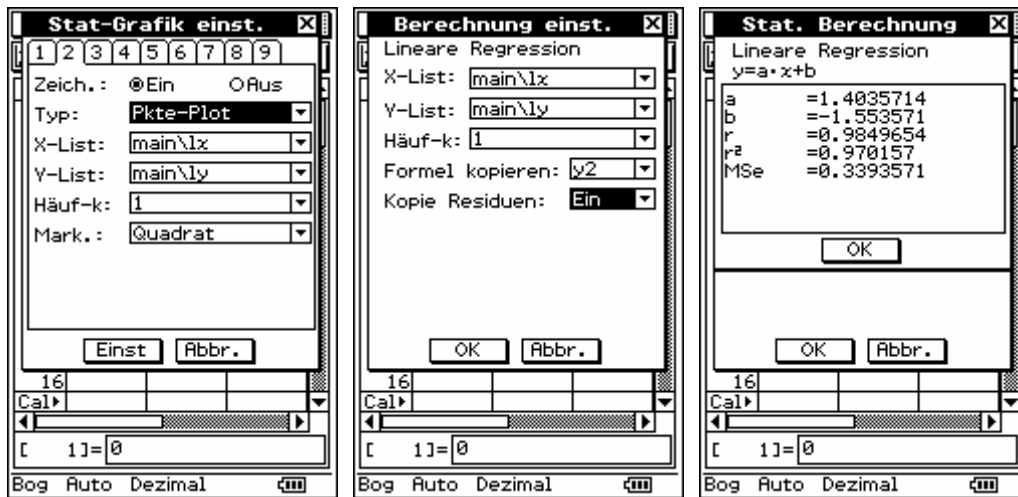 Stat-Grafik einst.
1 2 3 4 5 6 7 8 9
Zeich.: Ein Aus
Typ: Pkte-Plot
X-List: main\lx
Y-List: main\ly
Häuf-k: 1
Mark.: Quadrat
Einst Abbr.
16
Cal
[ 1]= 0
Bog Auto Dezimal
Berechnung einst.
Lineare Regression
X-List: main\lx
Y-List: main\ly
Häuf-k: 1
Formel kopieren: y2
Kopie Residuen: Ein
OK Abbr.
16
Cal
[ 1]= 0
Bog Auto Dezimal
Stat. Berechnung
Lineare Regression
y=a·x+b
a =1.4035714
b =-1.553571
r =0.9849654
r² =0.970157
MSe =0.3393571
OK
OK Abbr.
16
Cal
[ 1]= 0
Bog Auto Dezimal